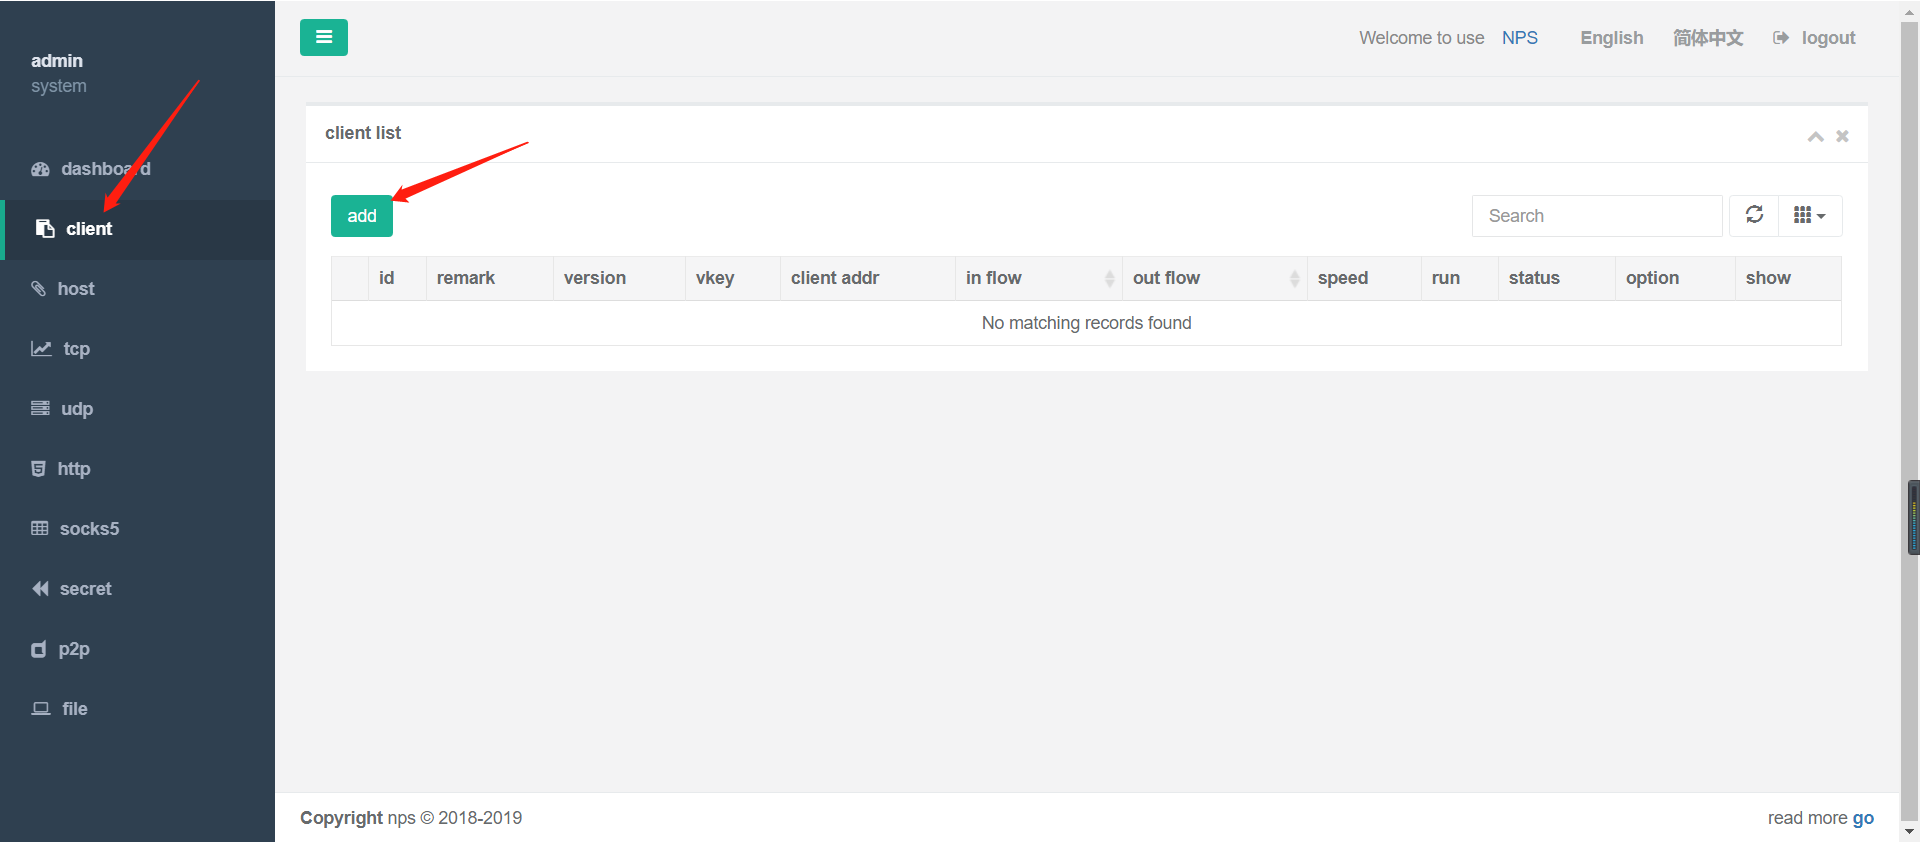 admin
system
dashboard
client
host
tcp
udp
http
socks5
secret
p2p
file
Welcome to use NPS English 简体中文 logout
client list
add
Search
id remark version vkey client addr in flow out flow speed run status option show
No matching records found
Copyright nps © 2018-2019
read more go